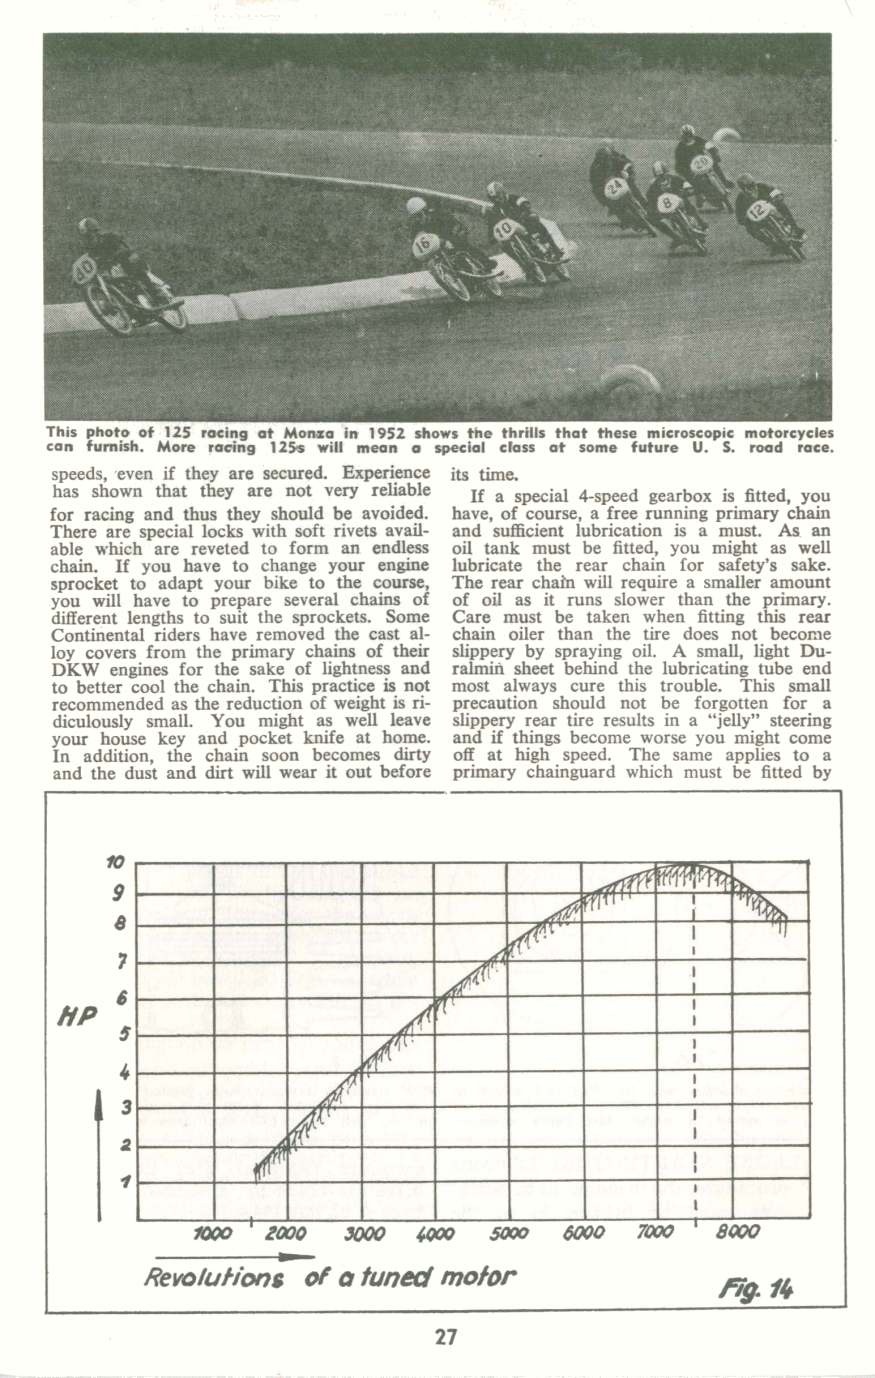 40
16
10
24
8
20
12
This photo of 125 racing at Monza in 1952 shows the thrills that these microscopic motorcycles
can furnish. More racing 125s will mean a special class at some future U. S. road race.
speeds, even if they are secured. Experience
has shown that they are not very reliable
for racing and thus they should be avoided.
There are special locks with soft rivets avail-
able which are reveted to form an endless
chain. If you have to change your engine
sprocket to adapt your bike to the course,
you will have to prepare several chains of
different lengths to suit the sprockets. Some
Continental riders have removed the cast al-
loy covers from the primary chains of their
DKW engines for the sake of lightness and
to better cool the chain. This practice is not
recommended as the reduction of weight is ri-
diculously small. You might as well leave
your house key and pocket knife at home.
In addition, the chain soon becomes dirty
and the dust and dirt will wear it out before
its time.
If a special 4-speed gearbox is fitted, you
have, of course, a free running primary chain
and sufficient lubrication is a must. As an
oil tank must be fitted, you might as well
lubricate the rear chain for safety's sake.
The rear chain will require a smaller amount
of oil as it runs slower than the primary.
Care must be taken when fitting this rear
chain oiler than the tire does not become
slippery by spraying oil. A small, light Du-
ralmin sheet behind the lubricating tube end
most always cure this trouble. This small
precaution should not be forgotten for a
slippery rear tire results in a "jelly" steering
and if things become worse you might come
off at high speed. The same applies to a
primary chainguard which must be fitted by
10
9
8
7
6
HP
5
4
3
2
1
1000 2000 3000 4000 5000 6000 7000 8000
Revolutions of a tuned motor
Fig. 14
27